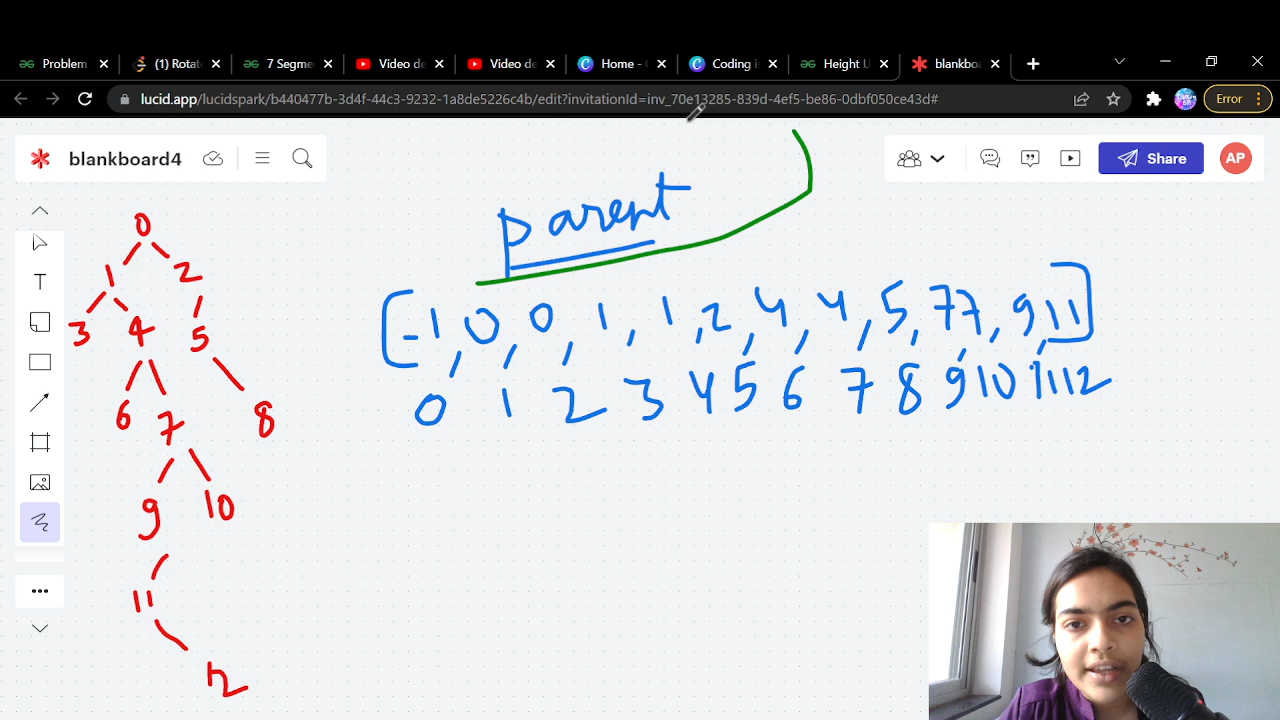 Problem
(1) Rotat
7 Segme
Video de
Video de
Home -
Coding is
Height U
blankboa
lucid.app/lucidspark/b440477b-3d4f-44c3-9232-1a8de5226c4b/edit?invitationId=inv_70e13285-839d-4ef5-be86-0dbf050ce43d#
Error
blankboard4
Share
AP
T
parent
[-1, 0, 0, 1, 1, 2, 4, 4, 5, 7 7, 9, 11]
0 1 2 3 4 5 6 7 8 9 10 11 12
0
1 2
3 4 5
6 7 8
9 10
11
12